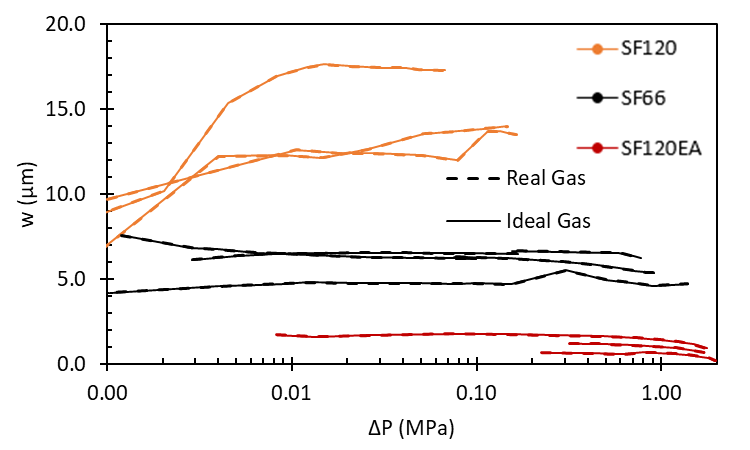 20.0
15.0
10.0
5.0
0.0
w (µm)
0.00
0.01
0.10
1.00
ΔP (MPa)
SF120
SF66
SF120EA
Real Gas
Ideal Gas